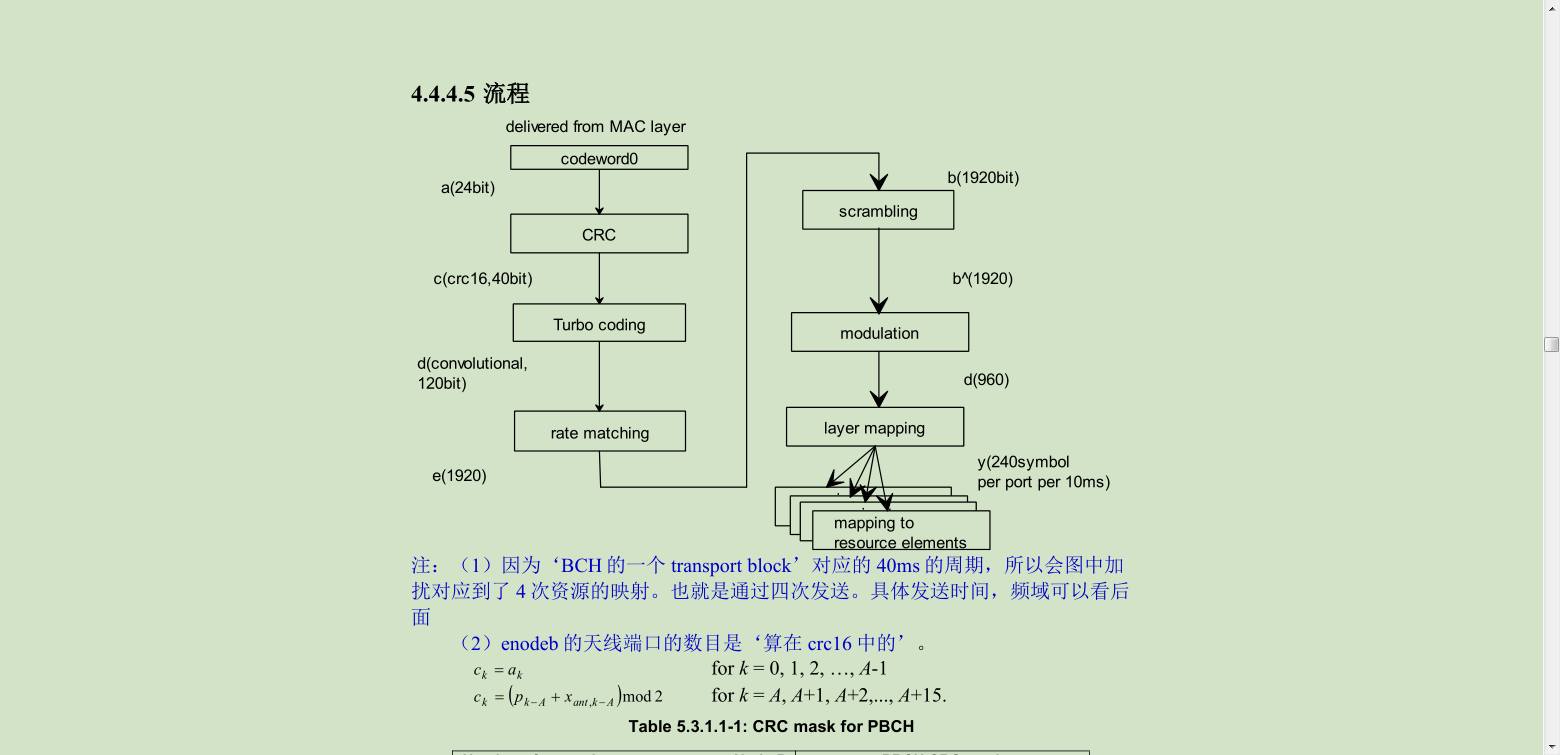 4.4.4.5 流程
delivered from MAC layer
codeword0
a(24bit)
CRC
c(crc16,40bit)
Turbo coding
d(convolutional,
120bit)
rate matching
e(1920)
b(1920bit)
scrambling
b^(1920)
modulation
d(960)
layer mapping
y(240symbol
per port per 10ms)
mapping to
resource elements
注：（1）因为‘BCH 的一个 transport block’对应的 40ms 的周期，所以会图中加
扰对应到了 4 次资源的映射。也就是通过四次发送。具体发送时间，频域可以看后
面
（2）enodeb 的天线端口的数目是‘算在 crc16 中的’。
c_k = a_k for k = 0, 1, 2, …, A-1
c_k = (p_{k-A} + x_{ant,k-A}) mod 2 for k = A, A+1, A+2,..., A+15.
Table 5.3.1.1-1: CRC mask for PBCH